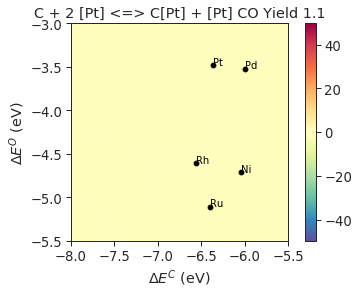 C + 2 [Pt] <=> C[Pt] + [Pt] CO Yield 1.1
−3.0
−3.5
−4.0
−4.5
−5.0
−5.5
ΔE^O (eV)
Pt
Pd
Rh
Ni
Ru
−8.0 −7.5 −7.0 −6.5 −6.0 −5.5
ΔE^C (eV)
40
20
0
−20
−40